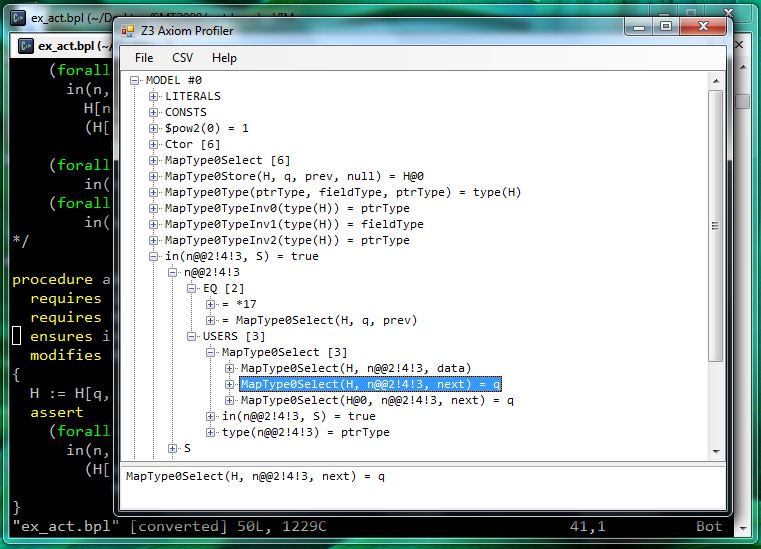 ex_act.bpl (~/Desktop/SMT2008/
Z3 Axiom Profiler
ex_act.bpl (~/
File CSV Help
MODEL #0
LITERALS
CONSTS
$pow2(0) = 1
Ctor [6]
MapType0Select [6]
MapType0Store(H, q, prev, null) = H@0
MapType0Type(ptrType, fieldType, ptrType) = type(H)
MapType0TypeInv0(type(H)) = ptrType
MapType0TypeInv1(type(H)) = fieldType
MapType0TypeInv2(type(H)) = ptrType
in(n@@2!4!3, S) = true
n@@2!4!3
EQ [2]
= *17
= MapType0Select(H, q, prev)
USERS [3]
MapType0Select [3]
MapType0Select(H, n@@2!4!3, data)
MapType0Select(H, n@@2!4!3, next) = q
MapType0Select(H@0, n@@2!4!3, next) = q
in(n@@2!4!3, S) = true
type(n@@2!4!3) = ptrType
S
MapType0Select(H, n@@2!4!3, next) = q
(forall
in(n,
H[n
(H[
(forall
in(
(forall
in(
*/
procedure a
requires
requires
ensures i
modifies
{
H := H[q,
assert
(forall
in(n,
(H[
}
"ex_act.bpl" [converted] 50L, 1229C 41,1 Bot